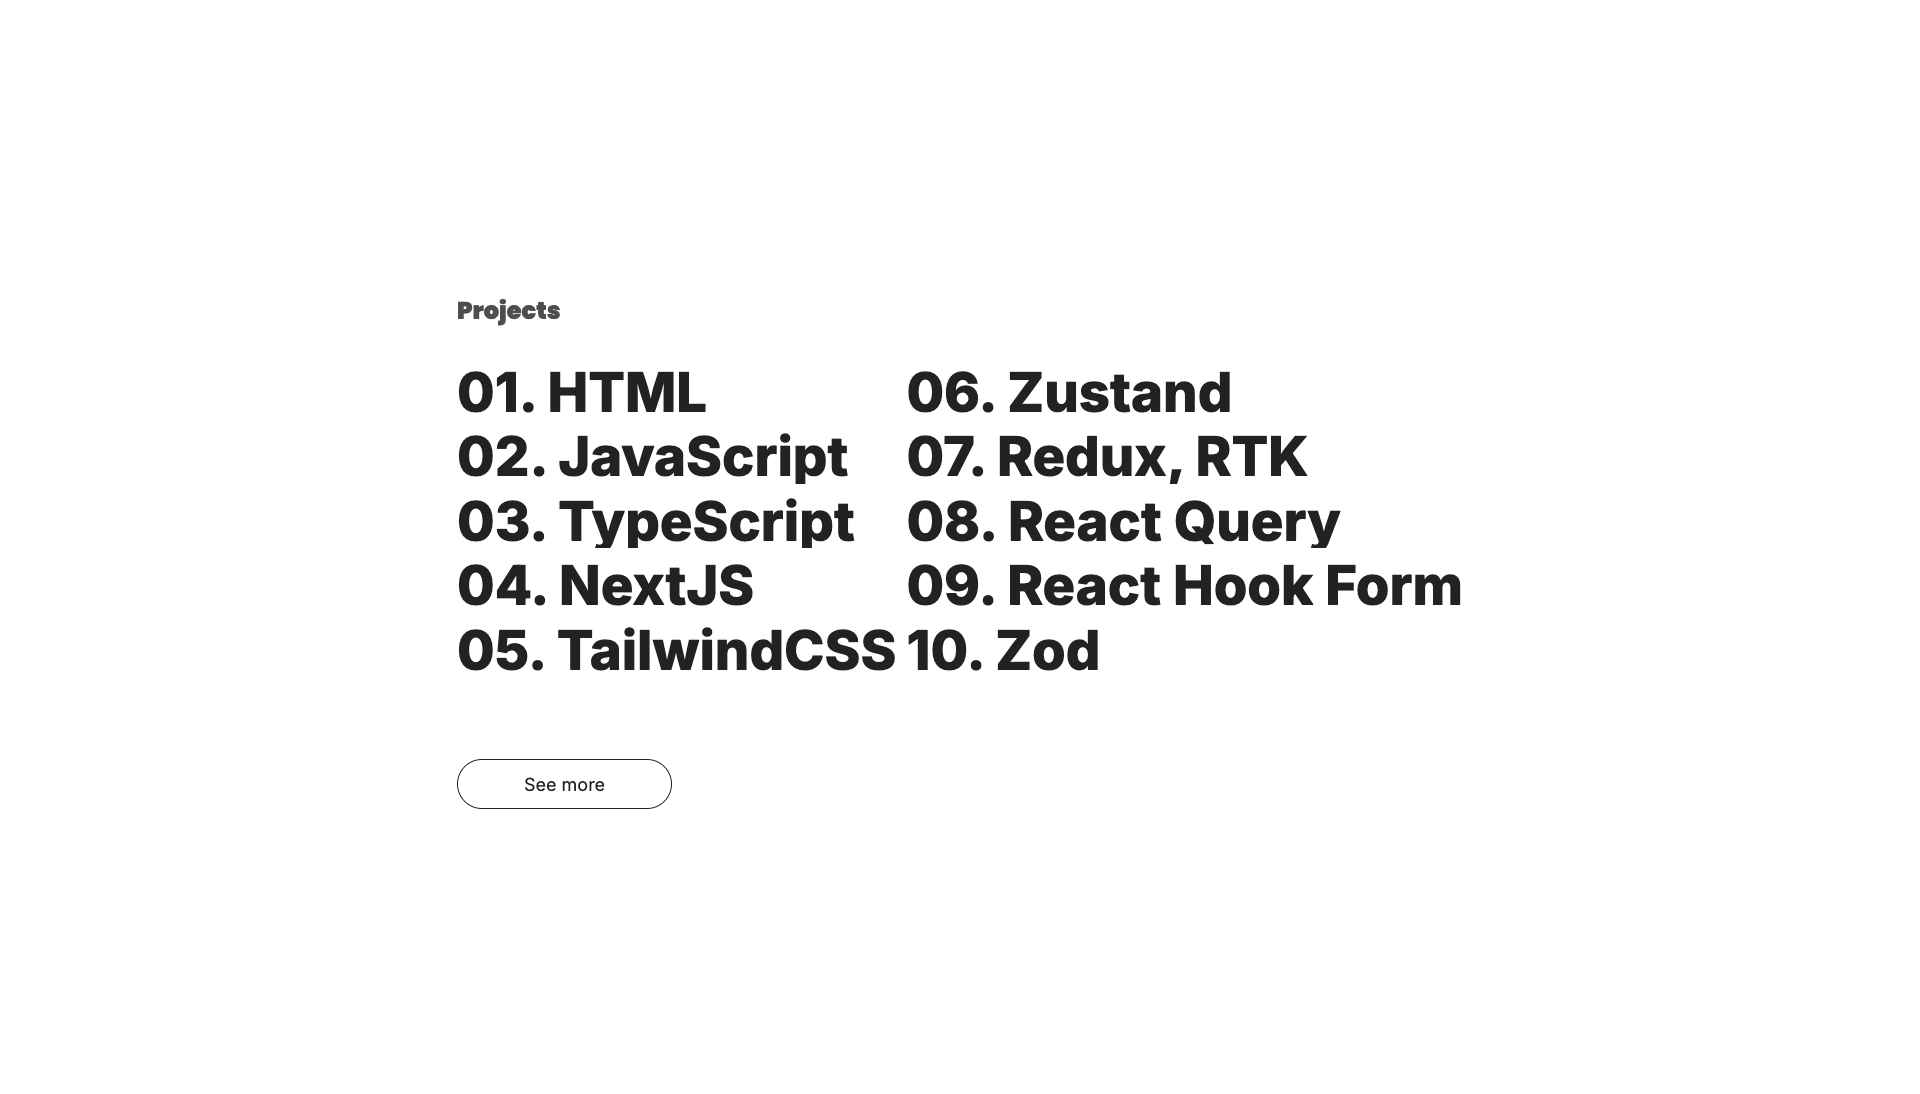 Projects
01. HTML
02. JavaScript
03. TypeScript
04. NextJS
05. TailwindCSS
06. Zustand
07. Redux, RTK
08. React Query
09. React Hook Form
10. Zod
See more